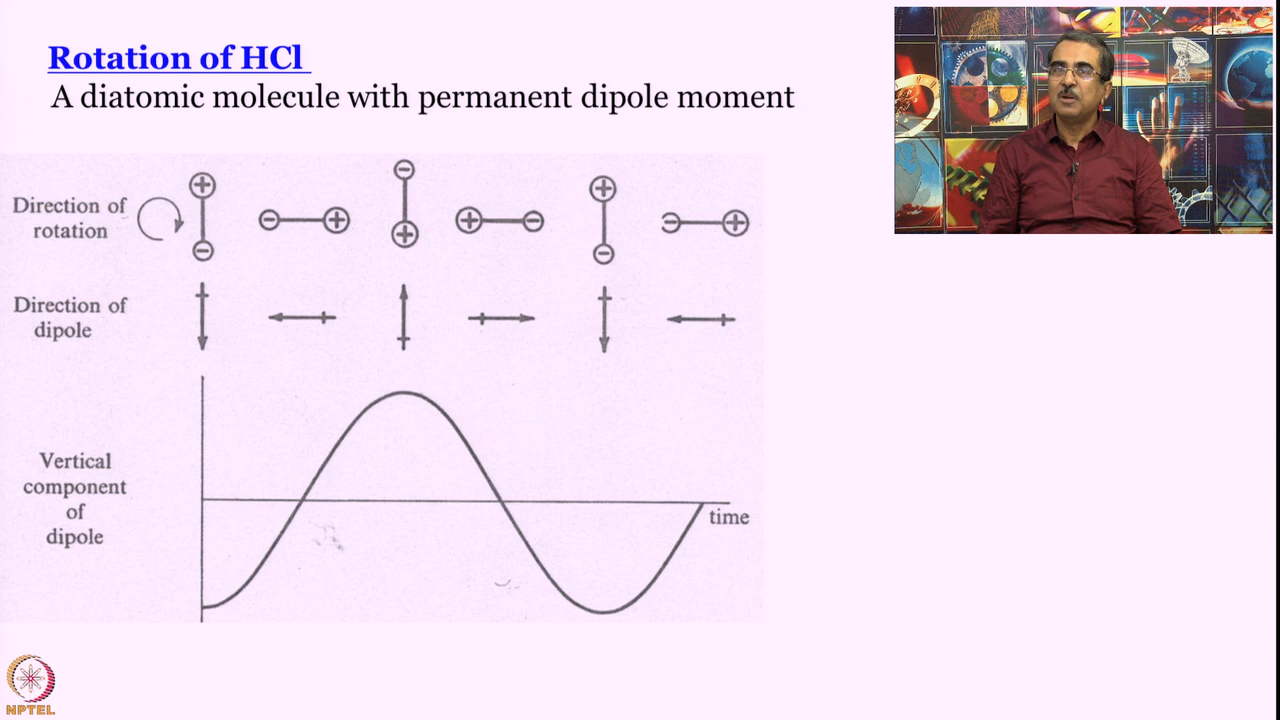 Rotation of HCl
A diatomic molecule with permanent dipole moment
Direction of
rotation
Direction of
dipole
Vertical
component
of
dipole
time
NPTEL